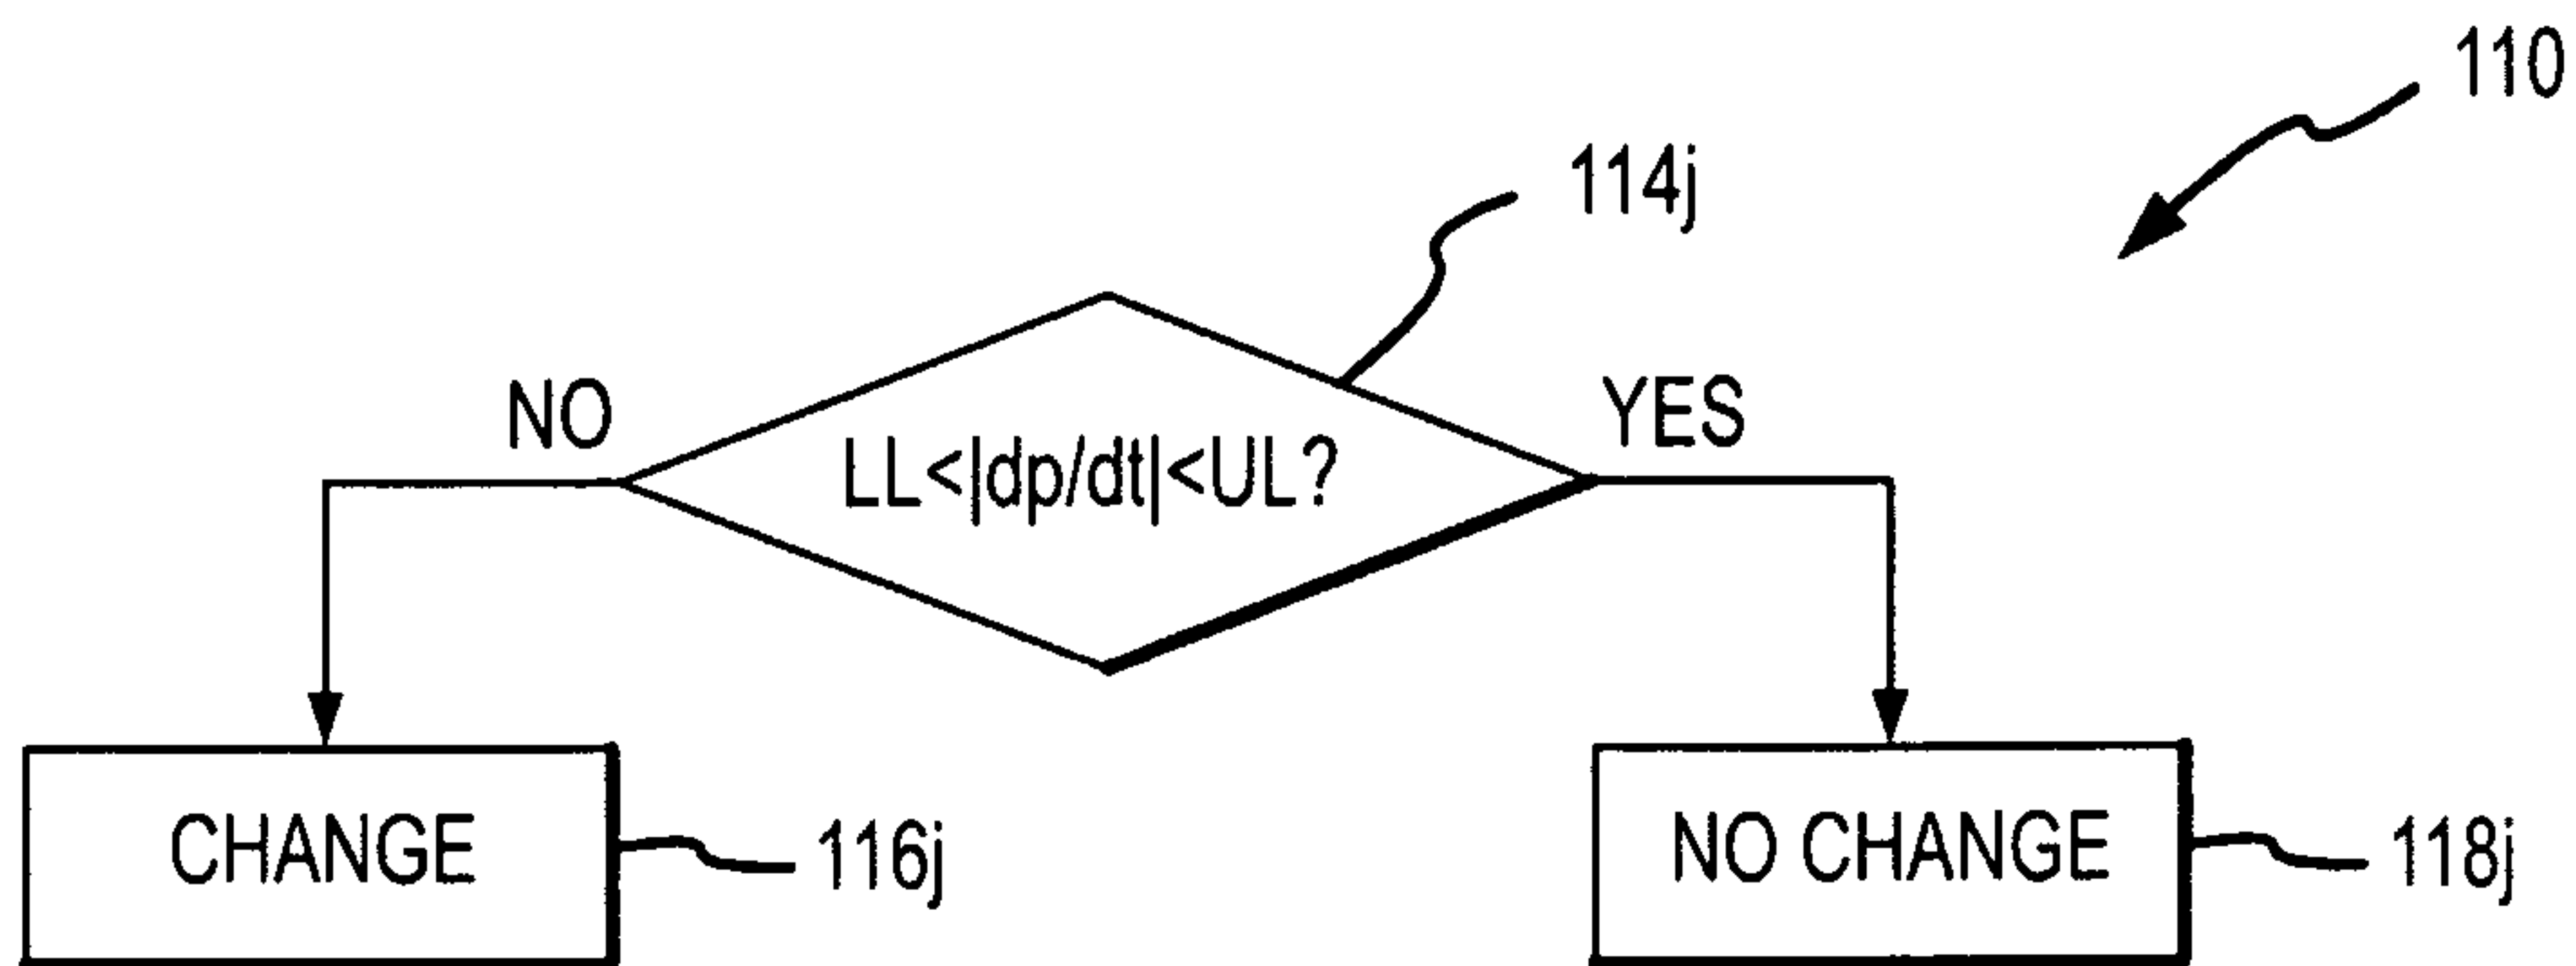 110
114j
NO
YES
LL<|dp/dt|<UL?
CHANGE
116j
NO CHANGE
118j